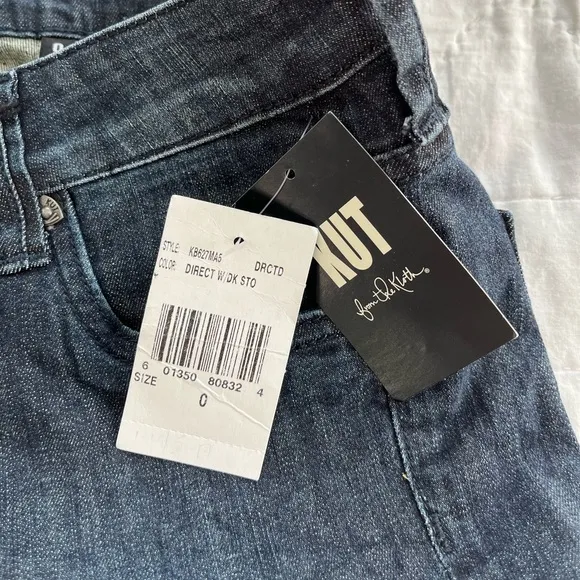 STYLE: KB627MA5
COLOR: DIRECT W/DK STO
DRCTD
6 01350 80832 4
SIZE 0
KUT
from the Kloth®